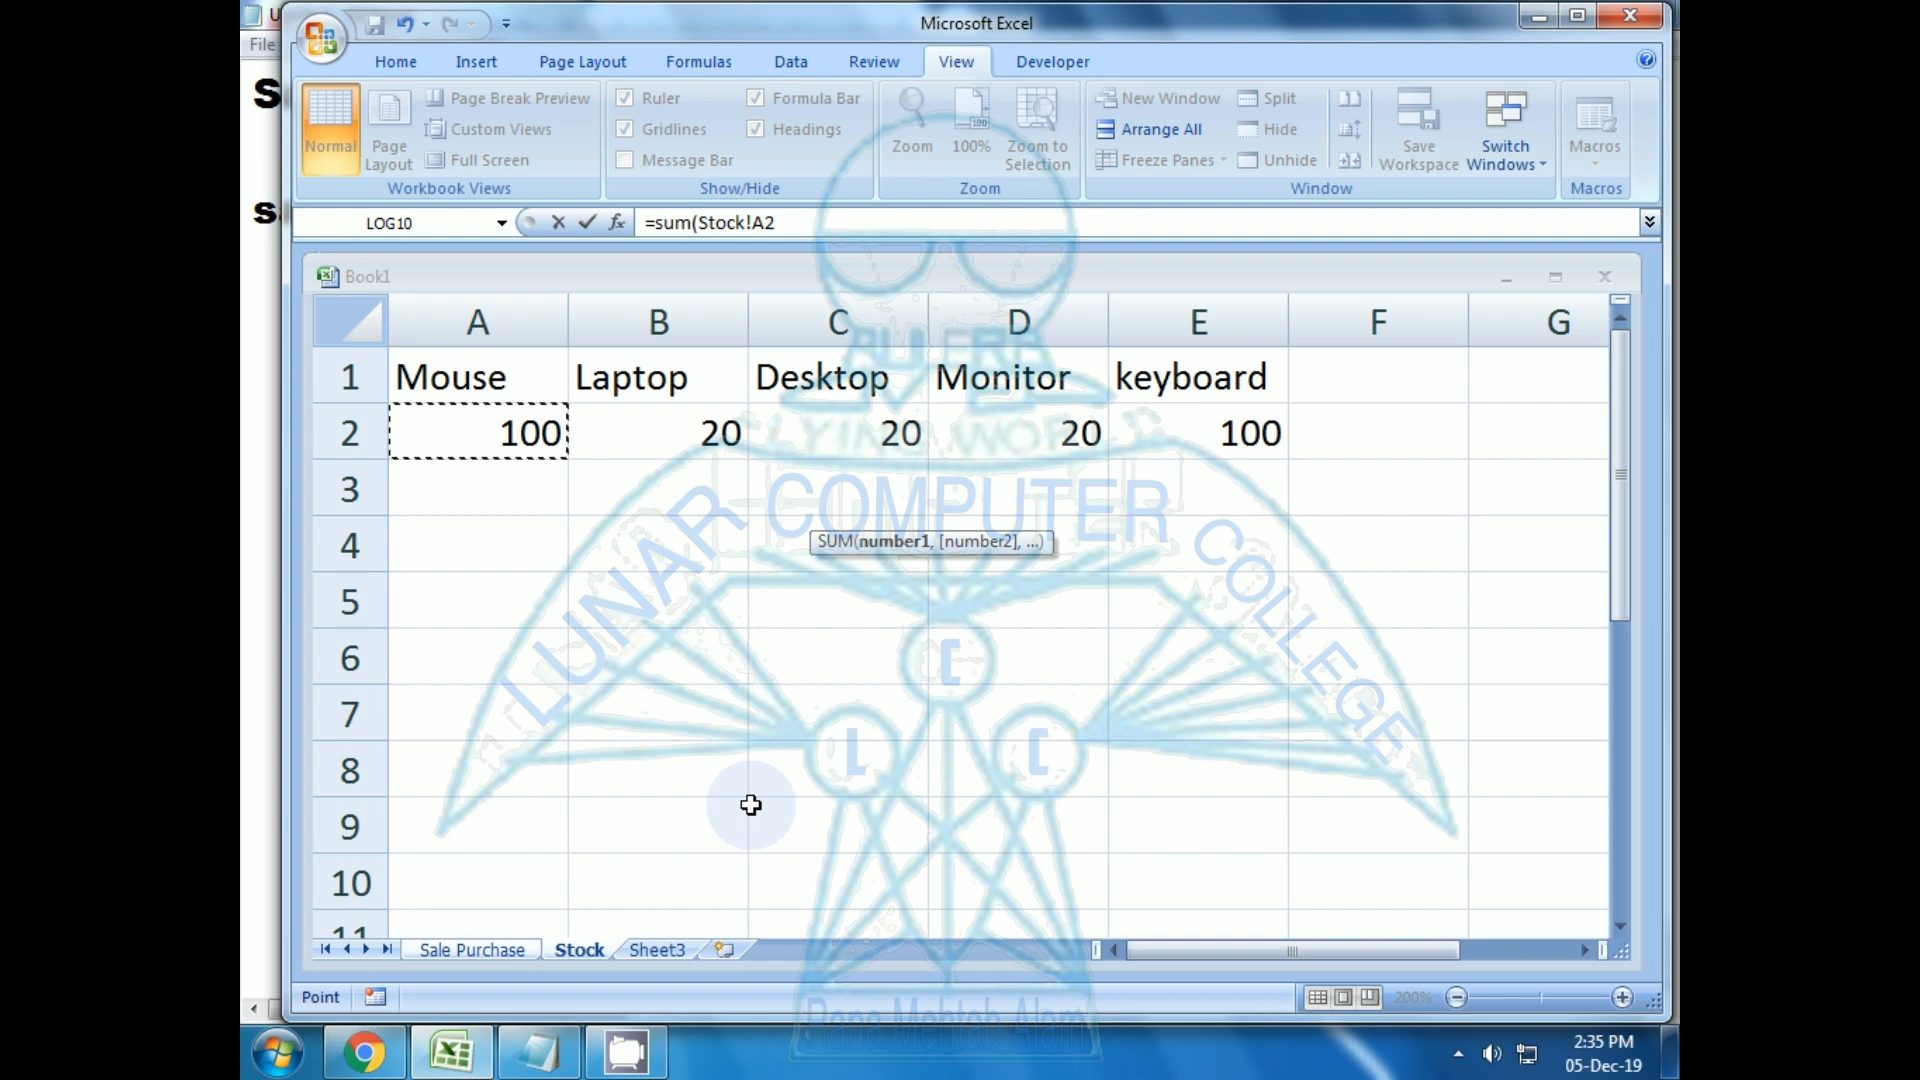 U
Microsoft Excel
File
Home Insert Page Layout Formulas Data Review View Developer
S
s
Normal
Page Layout
Page Break Preview
Custom Views
Full Screen
Workbook Views
Ruler
Gridlines
Message Bar
Formula Bar
Headings
Show/Hide
Zoom
100%
Zoom to Selection
Zoom
New Window
Arrange All
Freeze Panes
Split
Hide
Unhide
Save Workspace
Switch Windows
Window
Macros
Macros
LOG10 fx =sum(Stock!A2
Book1
A B C D E F G
1 Mouse Laptop Desktop Monitor keyboard
2 100 20 20 20 100
3
4
5
6
7
8
9
10
11
SUM(number1, [number2], ...)
LUNAR COMPUTER COLLEGE
Rana Mehtab Alam
Sale Purchase Stock Sheet3
Point
200%
2:35 PM
05-Dec-19